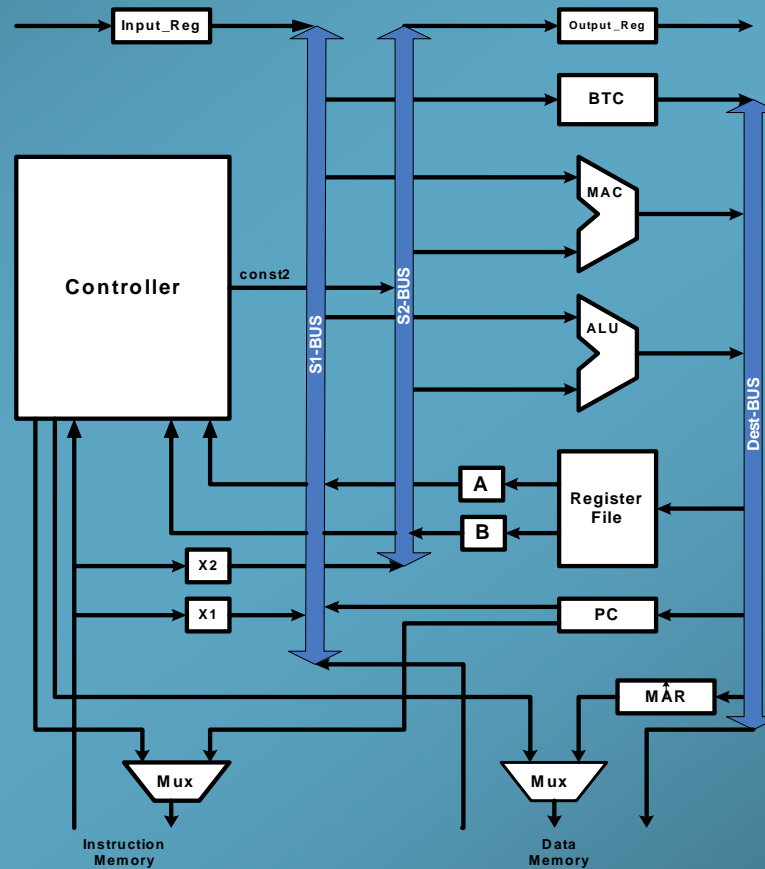 Input_Reg
Output_Reg
BTC
MAC
Controller
const2
S1-BUS
S2-BUS
ALU
Dest-BUS
A
Register
File
B
X2
X1
PC
MAR
Mux
Mux
Instruction
Memory
Data
Memory